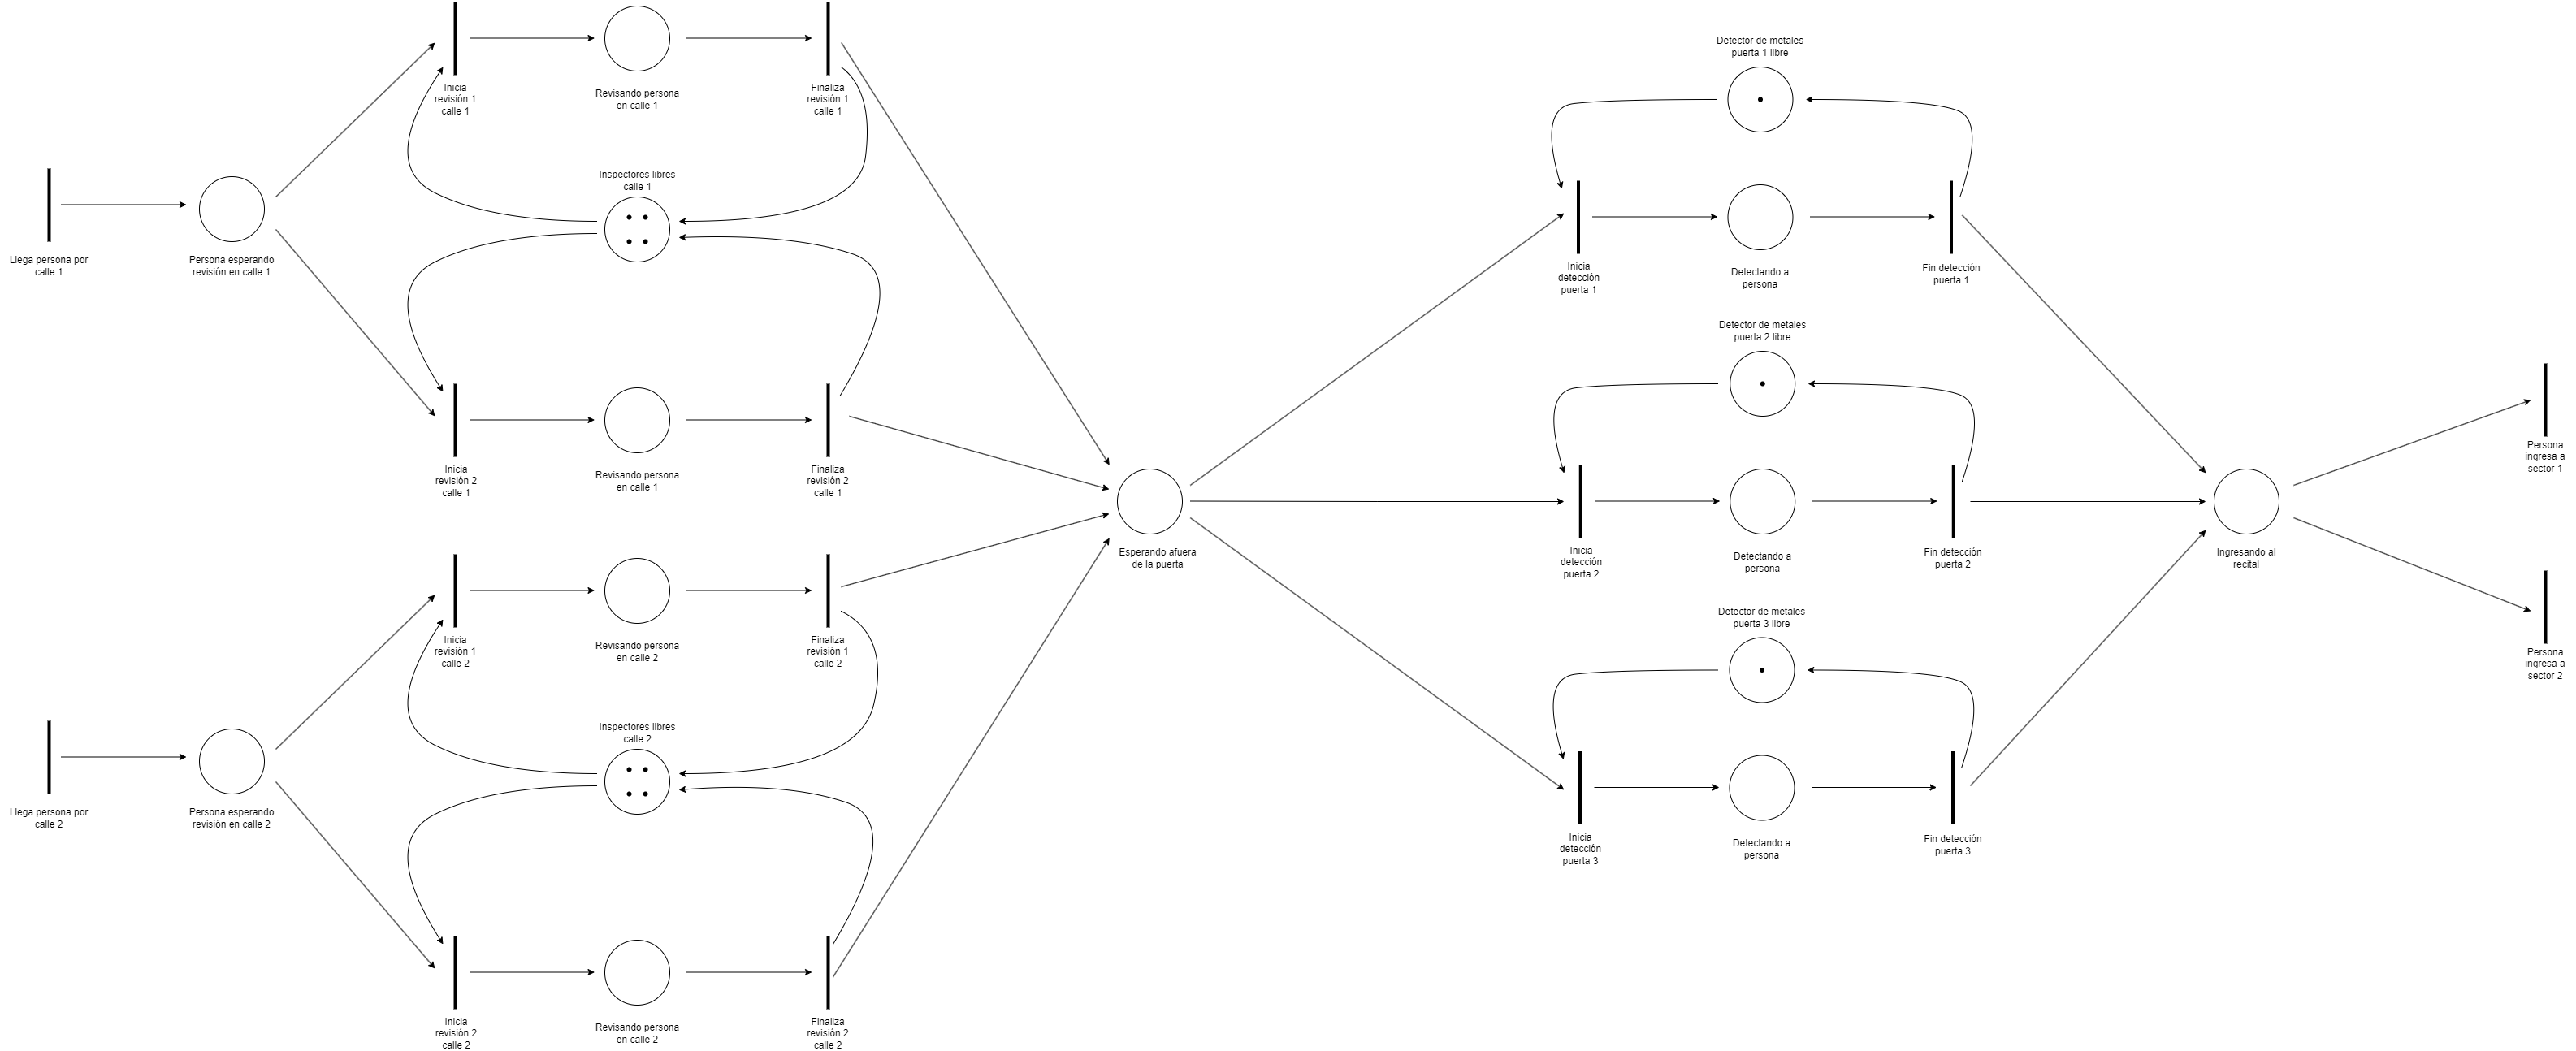 Llega persona por
calle 1
Persona esperando
revisión en calle 1
Inicia
revisión 1
calle 1
Revisando persona
en calle 1
Finaliza
revisión 1
calle 1
Inspectores libres
calle 1
Inicia
revisión 2
calle 1
Revisando persona
en calle 1
Finaliza
revisión 2
calle 1
Llega persona por
calle 2
Persona esperando
revisión en calle 2
Inicia
revisión 1
calle 2
Revisando persona
en calle 2
Finaliza
revisión 1
calle 2
Inspectores libres
calle 2
Inicia
revisión 2
calle 2
Revisando persona
en calle 2
Finaliza
revisión 2
calle 2
Esperando afuera
de la puerta
Detector de metales
puerta 1 libre
Inicia
detección
puerta 1
Detectando a
persona
Fin detección
puerta 1
Detector de metales
puerta 2 libre
Inicia
detección
puerta 2
Detectando a
persona
Fin detección
puerta 2
Detector de metales
puerta 3 libre
Inicia
detección
puerta 3
Detectando a
persona
Fin detección
puerta 3
Ingresando al
recital
Persona
ingresa a
sector 1
Persona
ingresa a
sector 2